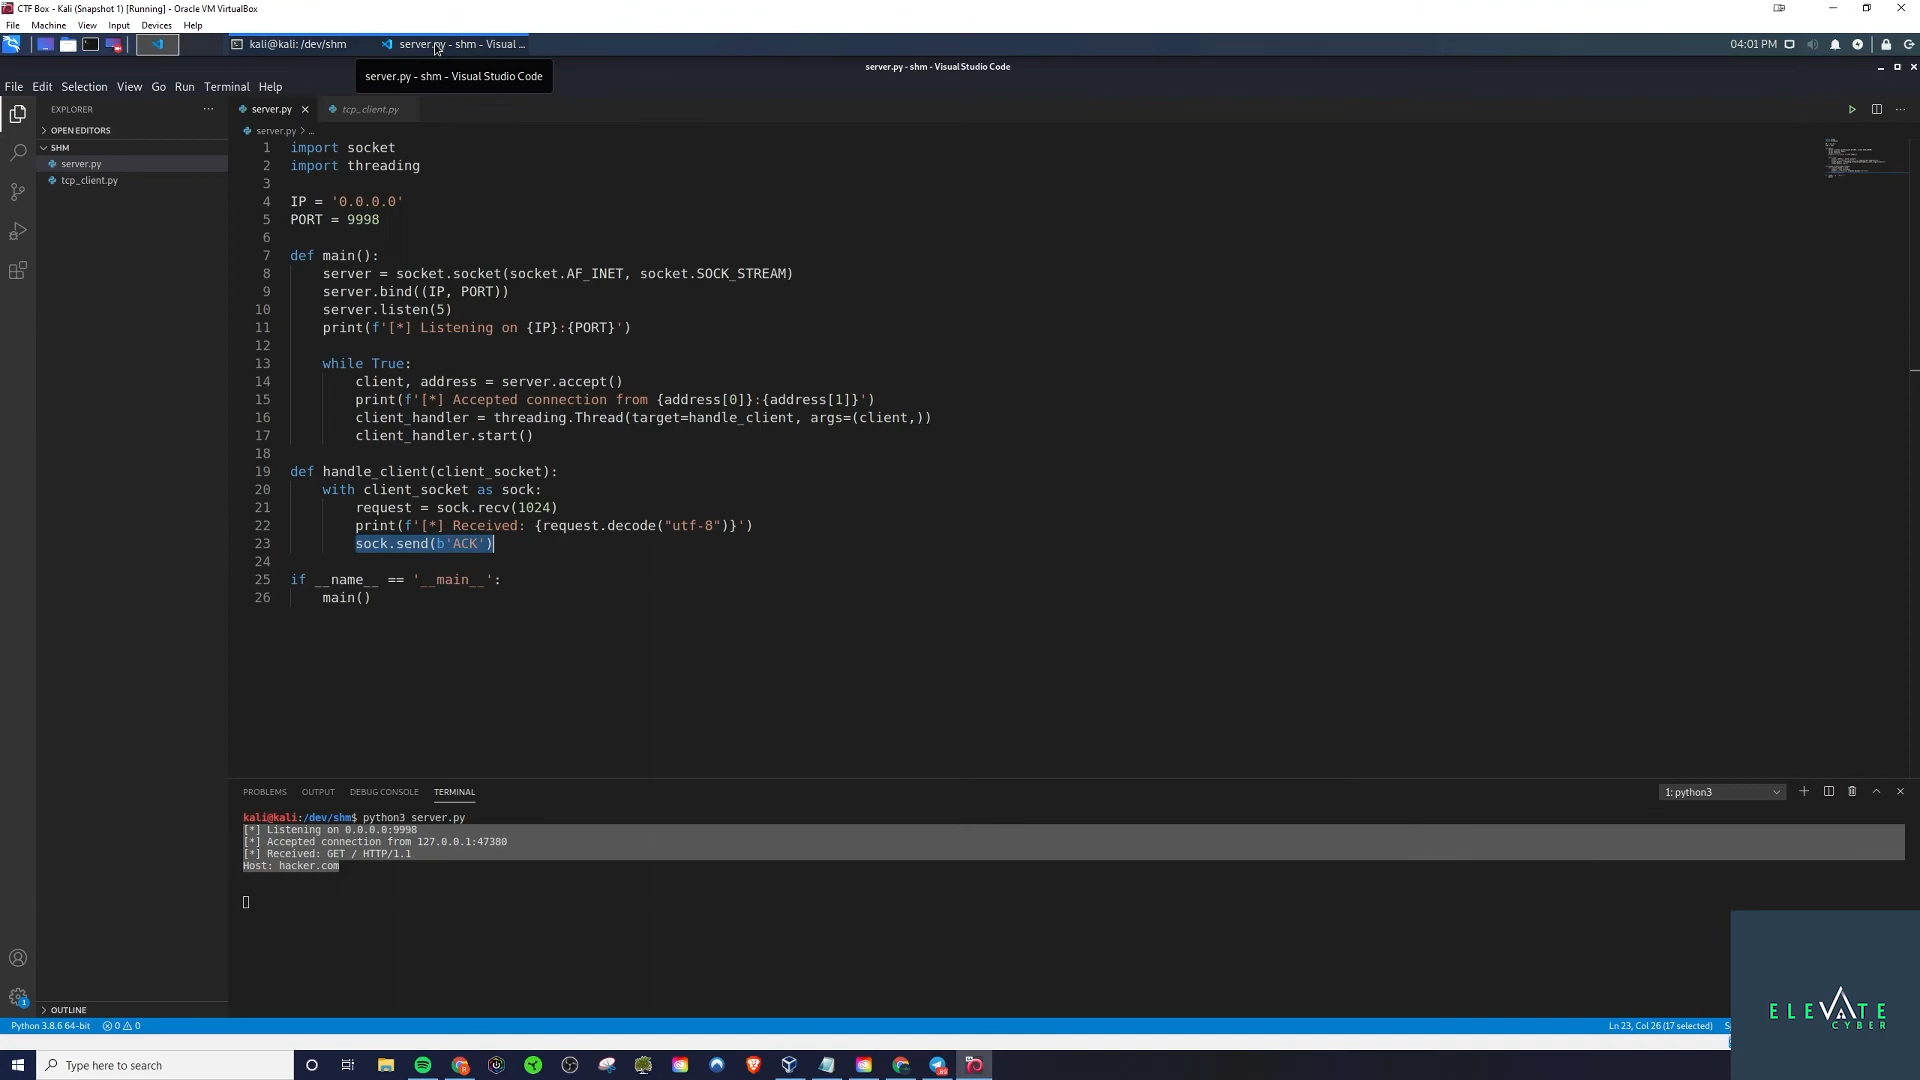 CTF Box - Kali (Snapshot 1) [Running] - Oracle VM VirtualBox
File Machine View Input Devices Help
kali@kali: /dev/shm
server.py - shm - Visual ...
04:01 PM
server.py - shm - Visual Studio Code
server.py - shm - Visual Studio Code
File Edit Selection View Go Run Terminal Help
EXPLORER
OPEN EDITORS
SHM
server.py
tcp_client.py
server.py
tcp_client.py
server.py > ...
1 import socket
2 import threading
3
4 IP = '0.0.0.0'
5 PORT = 9998
6
7 def main():
8 server = socket.socket(socket.AF_INET, socket.SOCK_STREAM)
9 server.bind((IP, PORT))
10 server.listen(5)
11 print(f'[*] Listening on {IP}:{PORT}')
12
13 while True:
14 client, address = server.accept()
15 print(f'[*] Accepted connection from {address[0]}:{address[1]}')
16 client_handler = threading.Thread(target=handle_client, args=(client,))
17 client_handler.start()
18
19 def handle_client(client_socket):
20 with client_socket as sock:
21 request = sock.recv(1024)
22 print(f'[*] Received: {request.decode("utf-8")}')
23 sock.send(b'ACK')
24
25 if __name__ == '__main__':
26 main()
PROBLEMS OUTPUT DEBUG CONSOLE TERMINAL
1: python3
kali@kali:/dev/shm$ python3 server.py
[*] Listening on 0.0.0.0:9998
[*] Accepted connection from 127.0.0.1:47380
[*] Received: GET / HTTP/1.1
Host: hacker.com
OUTLINE
1
Python 3.8.6 64-bit
0 0
Ln 23, Col 26 (17 selected)
ELEVATE
CYBER
Type here to search